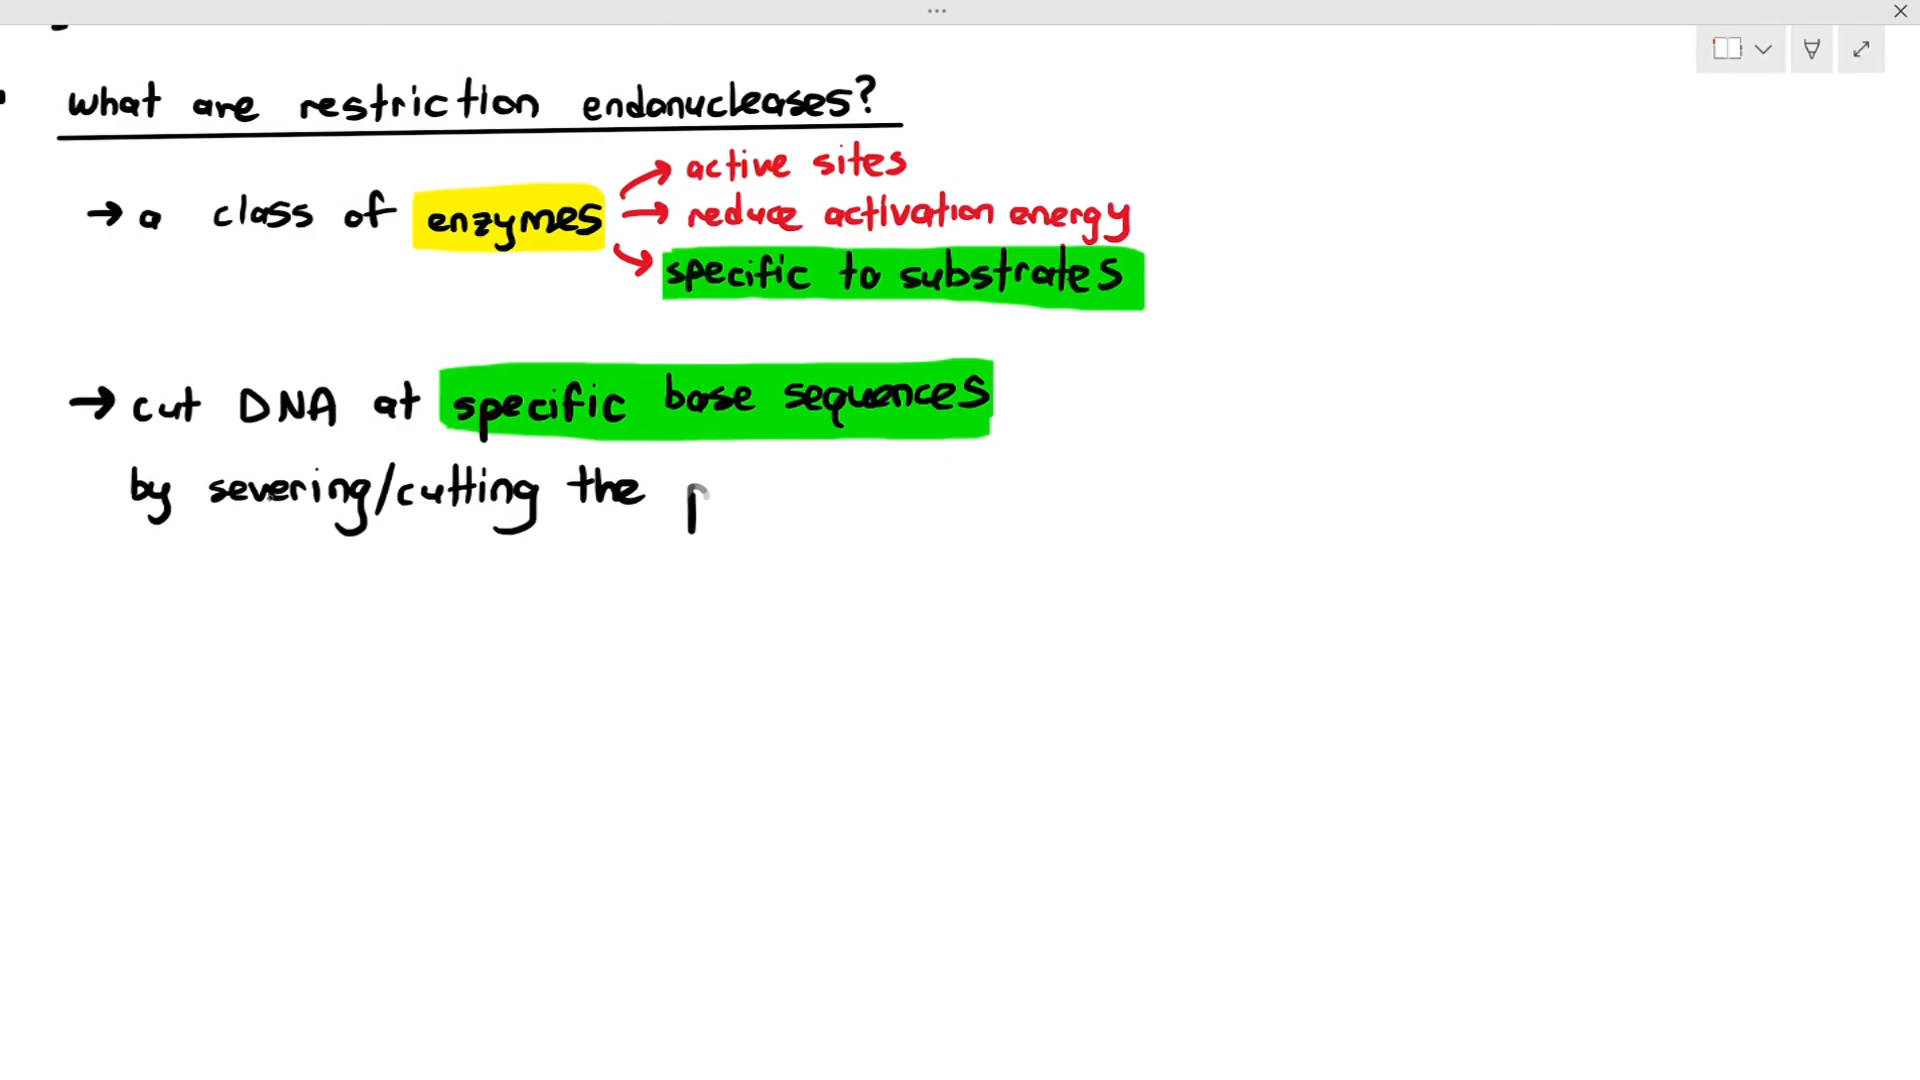 what are restriction endonucleases?
→ active sites
→ a class of enzymes → reduce activation energy
→ specific to substrates
→ cut DNA at specific base sequences
by severing/cutting the p